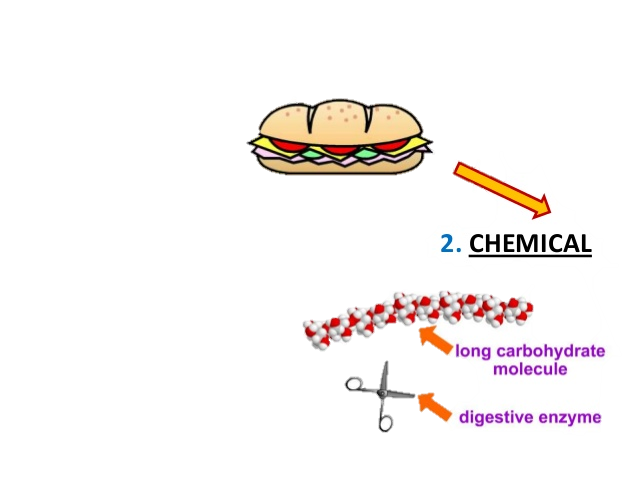 2. CHEMICAL
long carbohydrate
molecule
digestive enzyme